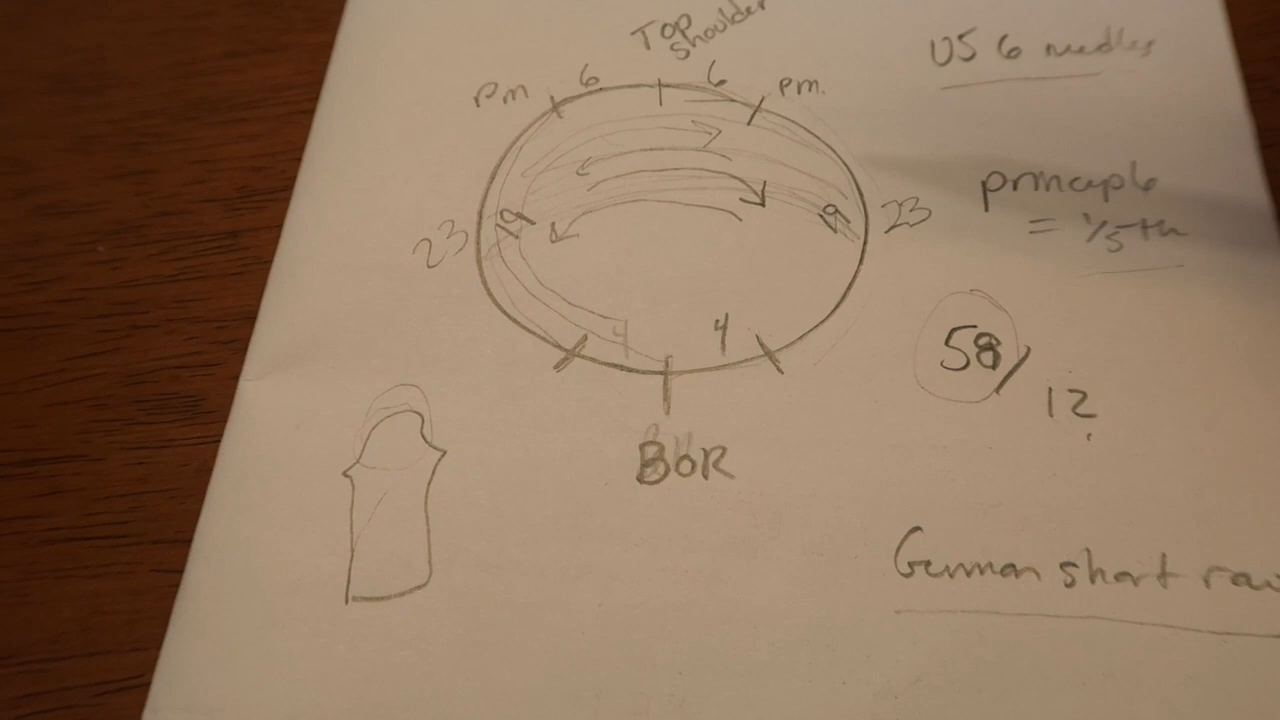 Top
shoulder
US 6 needles
pm 6 6 pm.
principle
= 1/5th
23 19 19 23
4 4
58/
12
BOR
German short row